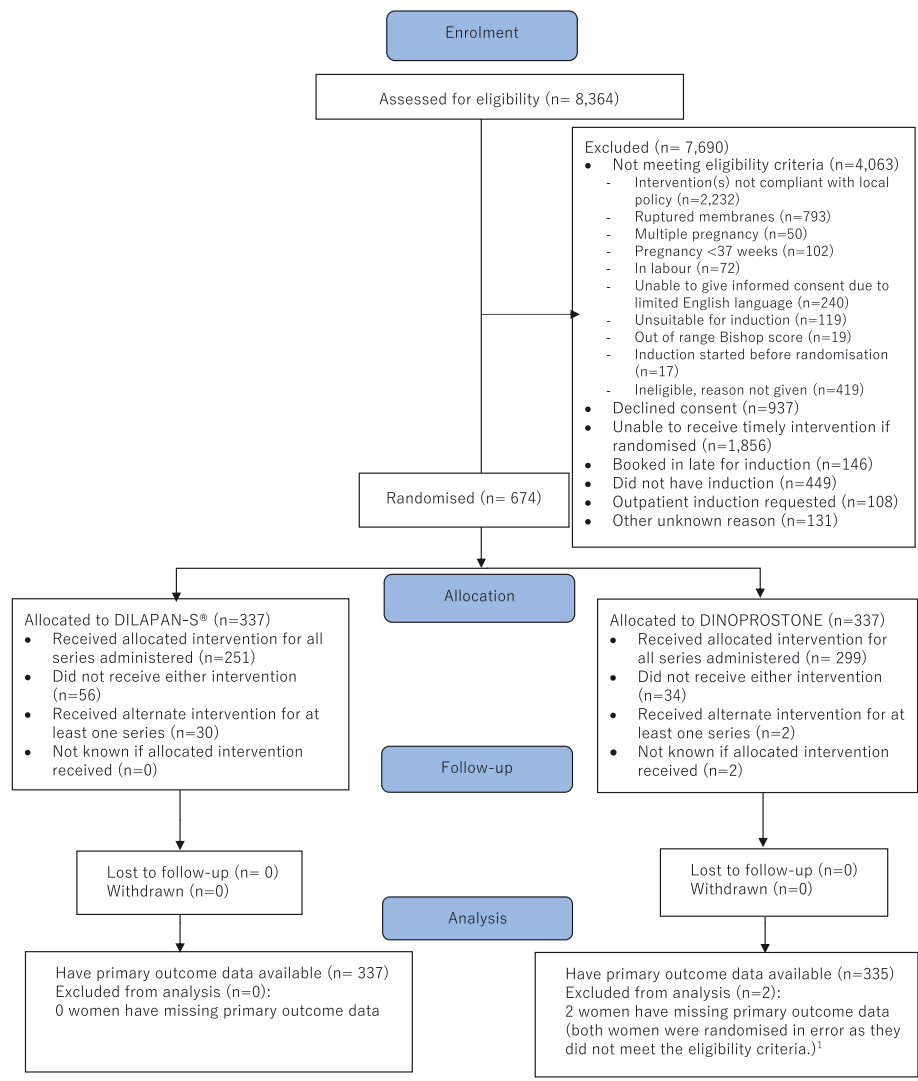 Enrolment
Assessed for eligibility (n= 8,364)
Excluded (n= 7,690)
• Not meeting eligibility criteria (n=4,063)
- Intervention(s) not compliant with local
policy (n=2,232)
- Ruptured membranes (n=793)
- Multiple pregnancy (n=50)
- Pregnancy <37 weeks (n=102)
- In labour (n=72)
- Unable to give informed consent due to
limited English language (n=240)
- Unsuitable for induction (n=119)
- Out of range Bishop score (n=19)
- Induction started before randomisation
(n=17)
- Ineligible, reason not given (n=419)
• Declined consent (n=937)
• Unable to receive timely intervention if
randomised (n=1,856)
• Booked in late for induction (n=146)
• Did not have induction (n=449)
• Outpatient induction requested (n=108)
• Other unknown reason (n=131)
Randomised (n= 674)
Allocation
Allocated to DILAPAN-S® (n=337)
• Received allocated intervention for all
series administered (n=251)
• Did not receive either intervention
(n=56)
• Received alternate intervention for at
least one series (n=30)
• Not known if allocated intervention
received (n=0)
Allocated to DINOPROSTONE (n=337)
• Received allocated intervention for
all series administered (n= 299)
• Did not receive either intervention
(n=34)
• Received alternate intervention for at
least one series (n=2)
• Not known if allocated intervention
received (n=2)
Follow-up
Lost to follow-up (n= 0)
Withdrawn (n=0)
Lost to follow-up (n=0)
Withdrawn (n=0)
Analysis
Have primary outcome data available (n= 337)
Excluded from analysis (n=0):
0 women have missing primary outcome data
Have primary outcome data available (n=335)
Excluded from analysis (n=2):
2 women have missing primary outcome data
(both women were randomised in error as they
did not meet the eligibility criteria.)¹